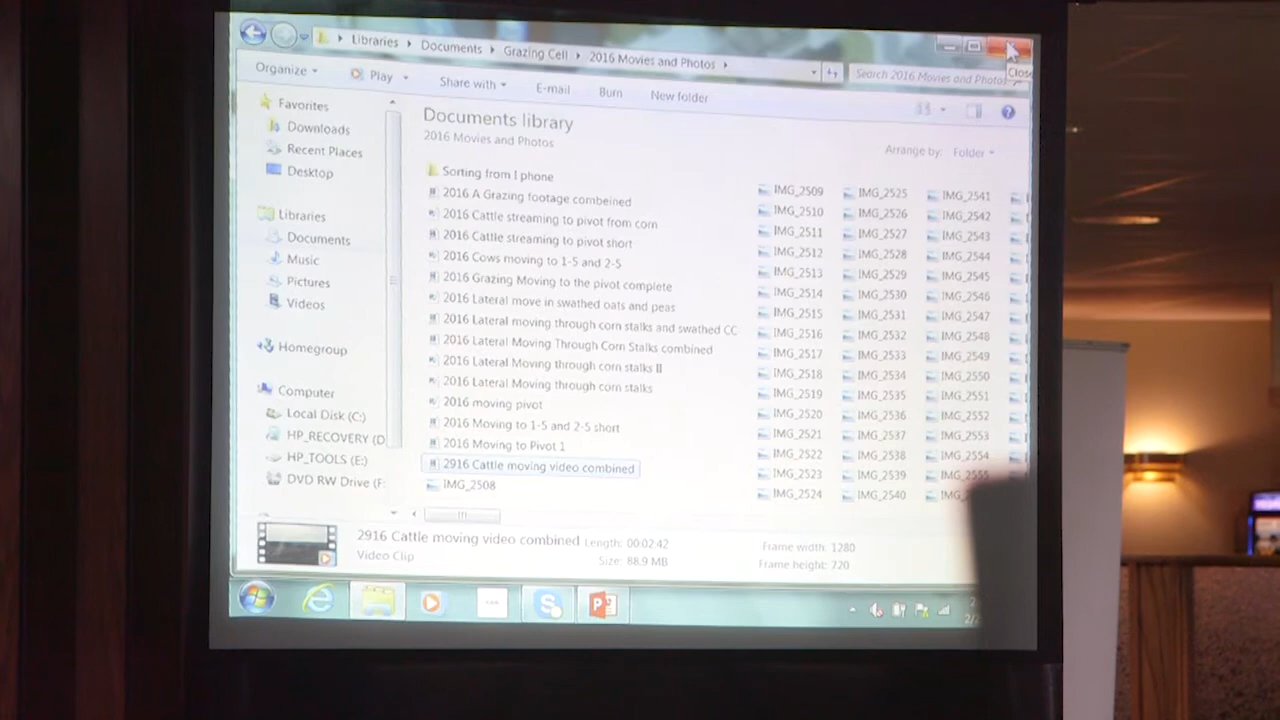 Libraries Documents Grazing Cell 2016 Movies and Photos
Search 2016 Movies and Photos
Close
Organize Play Share with E-mail Burn New folder
Favorites
Downloads
Recent Places
Desktop
Libraries
Documents
Music
Pictures
Videos
Homegroup
Computer
Local Disk (C:)
HP_RECOVERY (D
HP_TOOLS (E:)
DVD RW Drive (F:
Documents library
2016 Movies and Photos
Arrange by: Folder
Sorting from I phone
2016 A Grazing footage combeined
2016 Cattle streaming to pivot from corn
2016 Cattle streaming to pivot short
2016 Cows moving to 1-5 and 2-5
2016 Grazing Moving to the pivot complete
2016 Lateral move in swathed oats and peas
2016 Lateral moving through corn stalks and swathed CC
2016 Lateral Moving Through Corn Stalks combined
2016 Lateral Moving through corn stalks II
2016 Lateral Moving through corn stalks
2016 moving pivot
2016 Moving to 1-5 and 2-5 short
2016 Moving to Pivot 1
2916 Cattle moving video combined
IMG_2508
IMG_2509
IMG_2510
IMG_2511
IMG_2512
IMG_2513
IMG_2514
IMG_2515
IMG_2516
IMG_2517
IMG_2518
IMG_2519
IMG_2520
IMG_2521
IMG_2522
IMG_2523
IMG_2524
IMG_2525
IMG_2526
IMG_2527
IMG_2528
IMG_2529
IMG_2530
IMG_2531
IMG_2532
IMG_2533
IMG_2534
IMG_2535
IMG_2536
IMG_2537
IMG_2538
IMG_2539
IMG_2540
IMG_2541
IMG_2542
IMG_2543
IMG_2544
IMG_2545
IMG_2546
IMG_2547
IMG_2548
IMG_2549
IMG_2550
IMG_2551
IMG_2552
IMG_2553
IMG_2554
IMG_2555
2916 Cattle moving video combined Length: 00:02:42 Frame width: 1280
Video Clip Size: 88.9 MB Frame height: 720